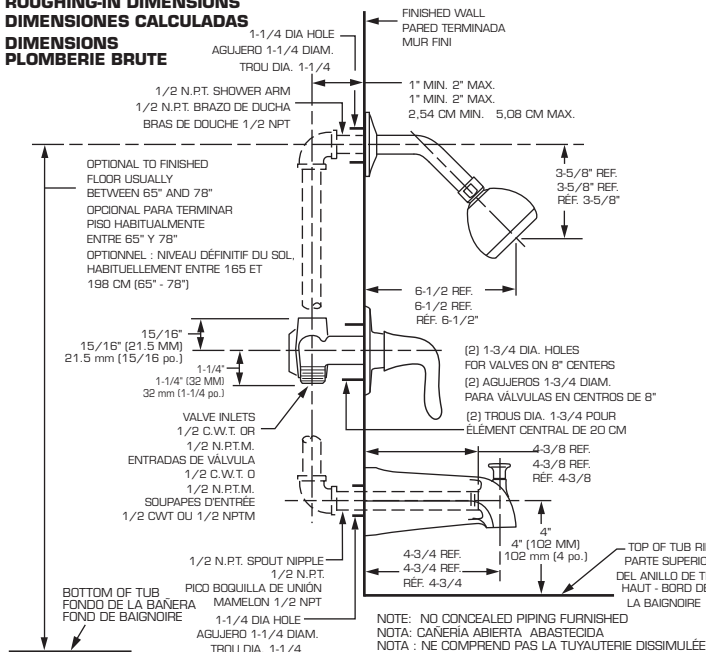 ROUGHING-IN DIMENSIONS
DIMENSIONES CALCULADAS
DIMENSIONS
PLOMBERIE BRUTE
FINISHED WALL
PARED TERMINADA
MUR FINI
1-1/4 DIA HOLE
AGUJERO 1-1/4 DIAM.
TROU DIA. 1-1/4
1/2 N.P.T. SHOWER ARM
1/2 N.P.T. BRAZO DE DUCHA
BRAS DE DOUCHE 1/2 NPT
1" MIN. 2" MAX.
1" MIN. 2" MAX.
2,54 CM MIN. 5,08 CM MAX.
OPTIONAL TO FINISHED
FLOOR USUALLY
BETWEEN 65" AND 78"
OPCIONAL PARA TERMINAR
PISO HABITUALMENTE
ENTRE 65" Y 78"
OPTIONNEL : NIVEAU DÉFINITIF DU SOL,
HABITUELLEMENT ENTRE 165 ET
198 CM (65" - 78")
3-5/8" REF.
3-5/8" REF.
RÉF. 3-5/8"
6-1/2 REF.
6-1/2 REF.
RÉF. 6-1/2"
15/16"
15/16" (21.5 MM)
21.5 mm (15/16 po.)
1-1/4"
1-1/4" (32 MM)
32 mm (1-1/4 po.)
(2) 1-3/4 DIA. HOLES
FOR VALVES ON 8" CENTERS
(2) AGUJEROS 1-3/4 DIAM.
PARA VÁLVULAS EN CENTROS DE 8"
(2) TROUS DIA. 1-3/4 POUR
ÉLÉMENT CENTRAL DE 20 CM
VALVE INLETS
1/2 C.W.T. OR
1/2 N.P.T.M.
ENTRADAS DE VÁLVULA
1/2 C.W.T. O
1/2 N.P.T.M.
SOUPAPES D'ENTRÉE
1/2 CWT OU 1/2 NPTM
4-3/8 REF.
4-3/8 REF.
RÉF. 4-3/8
4"
4" (102 MM)
102 mm (4 po.)
1/2 N.P.T. SPOUT NIPPLE
1/2 N.P.T.
PICO BOQUILLA DE UNIÓN
MAMELON 1/2 NPT
4-3/4 REF.
4-3/4 REF.
RÉF. 4-3/4
TOP OF TUB
PARTE SUPERIO
DEL ANILLO DE
HAUT - BORD DE
LA BAIGNOIRE
BOTTOM OF TUB
FONDO DE LA BAÑERA
FOND DE BAIGNOIRE
1-1/4 DIA HOLE
AGUJERO 1-1/4 DIAM.
TROU DIA. 1-1/4
NOTE: NO CONCEALED PIPING FURNISHED
NOTA: CAÑERÍA ABIERTA ABASTECIDA
NOTA : NE COMPREND PAS LA TUYAUTERIE DISSIMULÉE